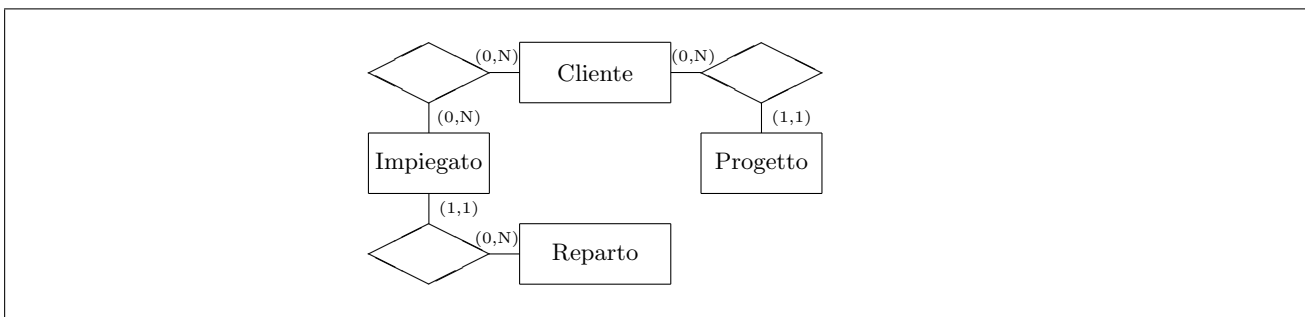 (0,N) Cliente (0,N)
(0,N) (1,1)
Impiegato Progetto
(1,1)
(0,N) Reparto